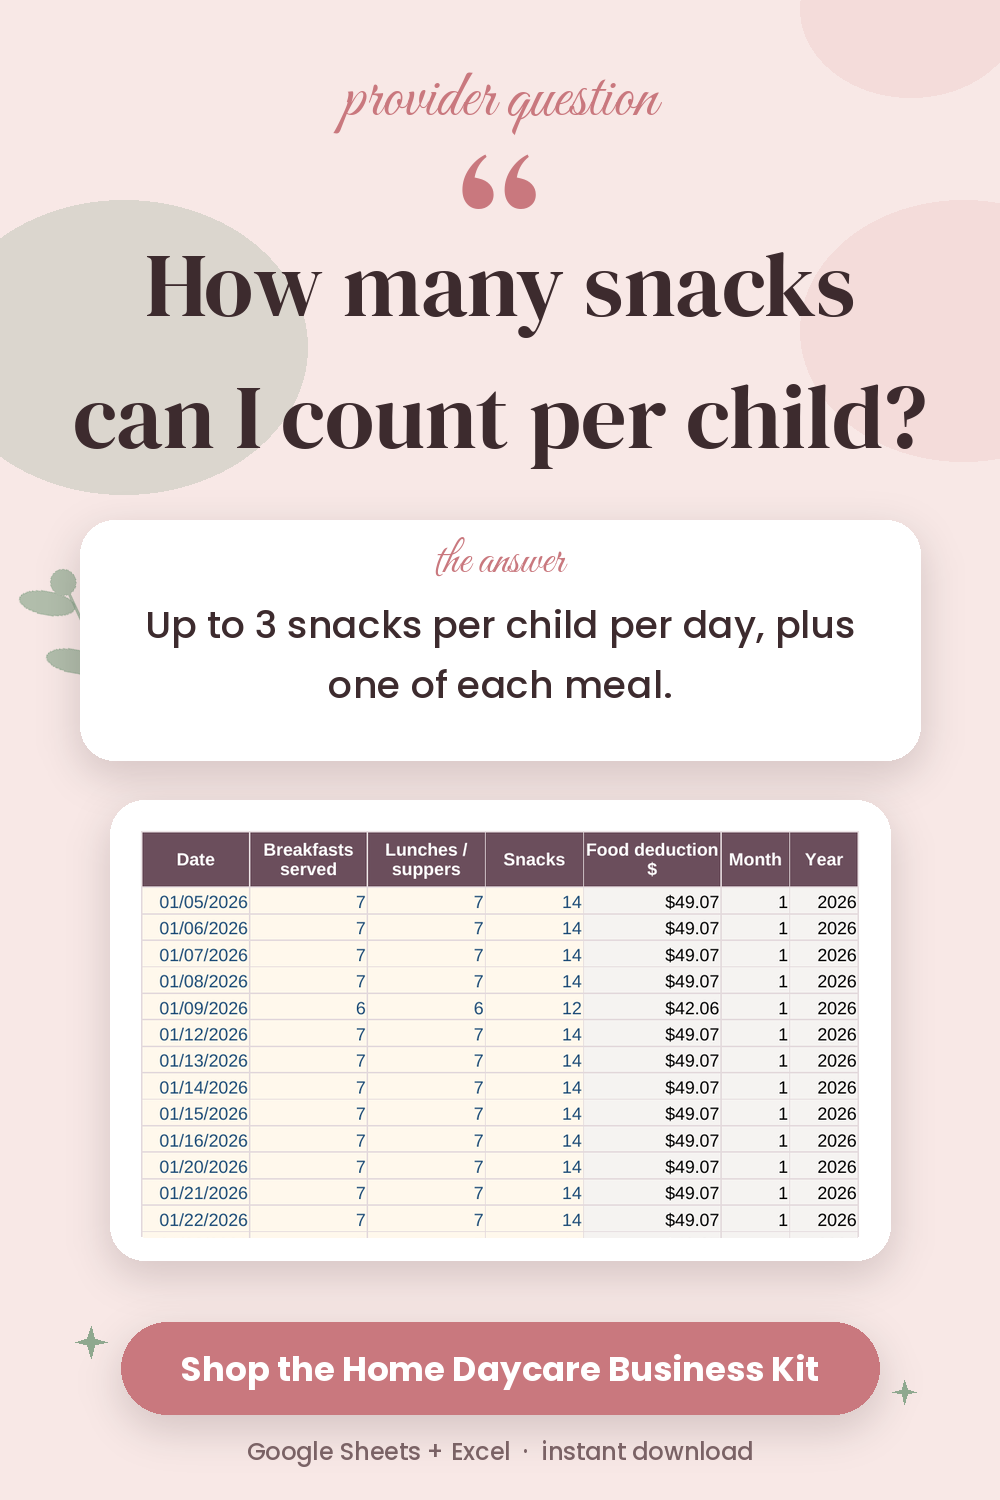 provider question
“
How many snacks
can I count per child?
the answer
Up to 3 snacks per child per day, plus
one of each meal.
Date Breakfasts served Lunches / suppers Snacks Food deduction $ Month Year
01/05/2026 7 7 14 $49.07 1 2026
01/06/2026 7 7 14 $49.07 1 2026
01/07/2026 7 7 14 $49.07 1 2026
01/08/2026 7 7 14 $49.07 1 2026
01/09/2026 6 6 12 $42.06 1 2026
01/12/2026 7 7 14 $49.07 1 2026
01/13/2026 7 7 14 $49.07 1 2026
01/14/2026 7 7 14 $49.07 1 2026
01/15/2026 7 7 14 $49.07 1 2026
01/16/2026 7 7 14 $49.07 1 2026
01/20/2026 7 7 14 $49.07 1 2026
01/21/2026 7 7 14 $49.07 1 2026
01/22/2026 7 7 14 $49.07 1 2026
Shop the Home Daycare Business Kit
Google Sheets + Excel · instant download